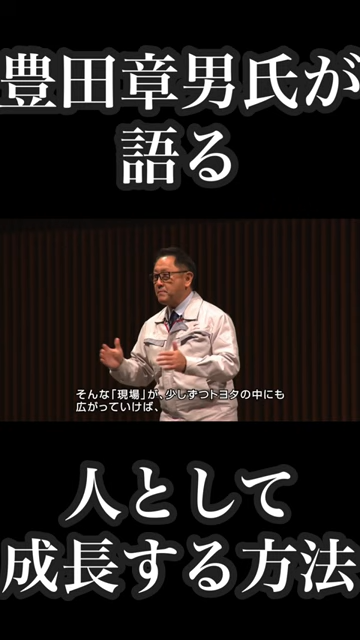 豊田章男氏が
語る
そんな「現場」が、少しずつトヨタの中にも
広がっていけば、
人として
成長する方法